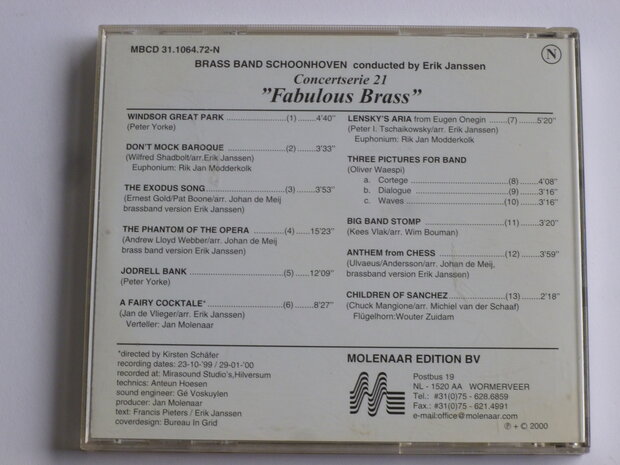 MBCD 31.1064.72-N
N
BRASS BAND SCHOONHOVEN conducted by Erik Janssen
Concertserie 21
"Fabulous Brass"
WINDSOR GREAT PARK ....................(1) ........4'40"
(Peter Yorke)
DON'T MOCK BAROQUE ....................(2) ........3'33"
(Wilfred Shadbolt/arr.Erik Janssen)
Euphonium: Rik Jan Modderkolk
THE EXODUS SONG....................(3) ........3'53"
(Ernest Gold/Pat Boone/arr. Johan de Meij
brassband version Erik Janssen)
THE PHANTOM OF THE OPERA ..........(4) ......15'23"
(Andrew Lloyd Webber/arr. Johan de Meij
brass band version Erik Janssen)
JODRELL BANK ....................(5) ......12'09"
(Peter Yorke)
A FAIRY COCKTALE*....................(6) ........8'27"
(Jan de Vlieger/arr. Erik Janssen)
Verteller: Jan Molenaar
LENSKY'S ARIA from Eugen Onegin ........(7) ........5'20"
(Peter I. Tschaikowsky/arr. Erik Janssen)
Euphonium: Rik Jan Modderkolk
THREE PICTURES FOR BAND
(Oliver Waespi)
a. Cortege ....................(8) ........4'08"
b. Dialogue ....................(9) ........3'16"
c. Waves ....................(10) ......3'16"
BIG BAND STOMP ....................(11) ......3'20"
(Kees Vlak/arr. Wim Bouman)
ANTHEM from CHESS ....................(12) ......3'59"
(Ulvaeus/Andersson/arr. Johan de Meij,
brassband version Erik Janssen)
CHILDREN OF SANCHEZ....................(13) ......2'18"
(Chuck Mangione/arr. Michiel van der Schaaf)
Flügelhorn:Wouter Zuidam
*directed by Kirsten Schäfer
recording dates: 23-10-'99 / 29-01-'00
recorded at: Mirasound Studio's,Hilversum
technics: Anteun Hoesen
sound engineer: Gé Voskuylen
producer: Jan Molenaar
text: Francis Pieters / Erik Janssen
coverdesign: Bureau In Grid
MOLENAAR EDITION BV
Postbus 19
NL - 1520 AA WORMERVEER
Tel.: #31(0)75 - 628.6859
Fax.: #31(0)75 - 621.4991
e-mail:office@molenaar.com
℗ + © 2000